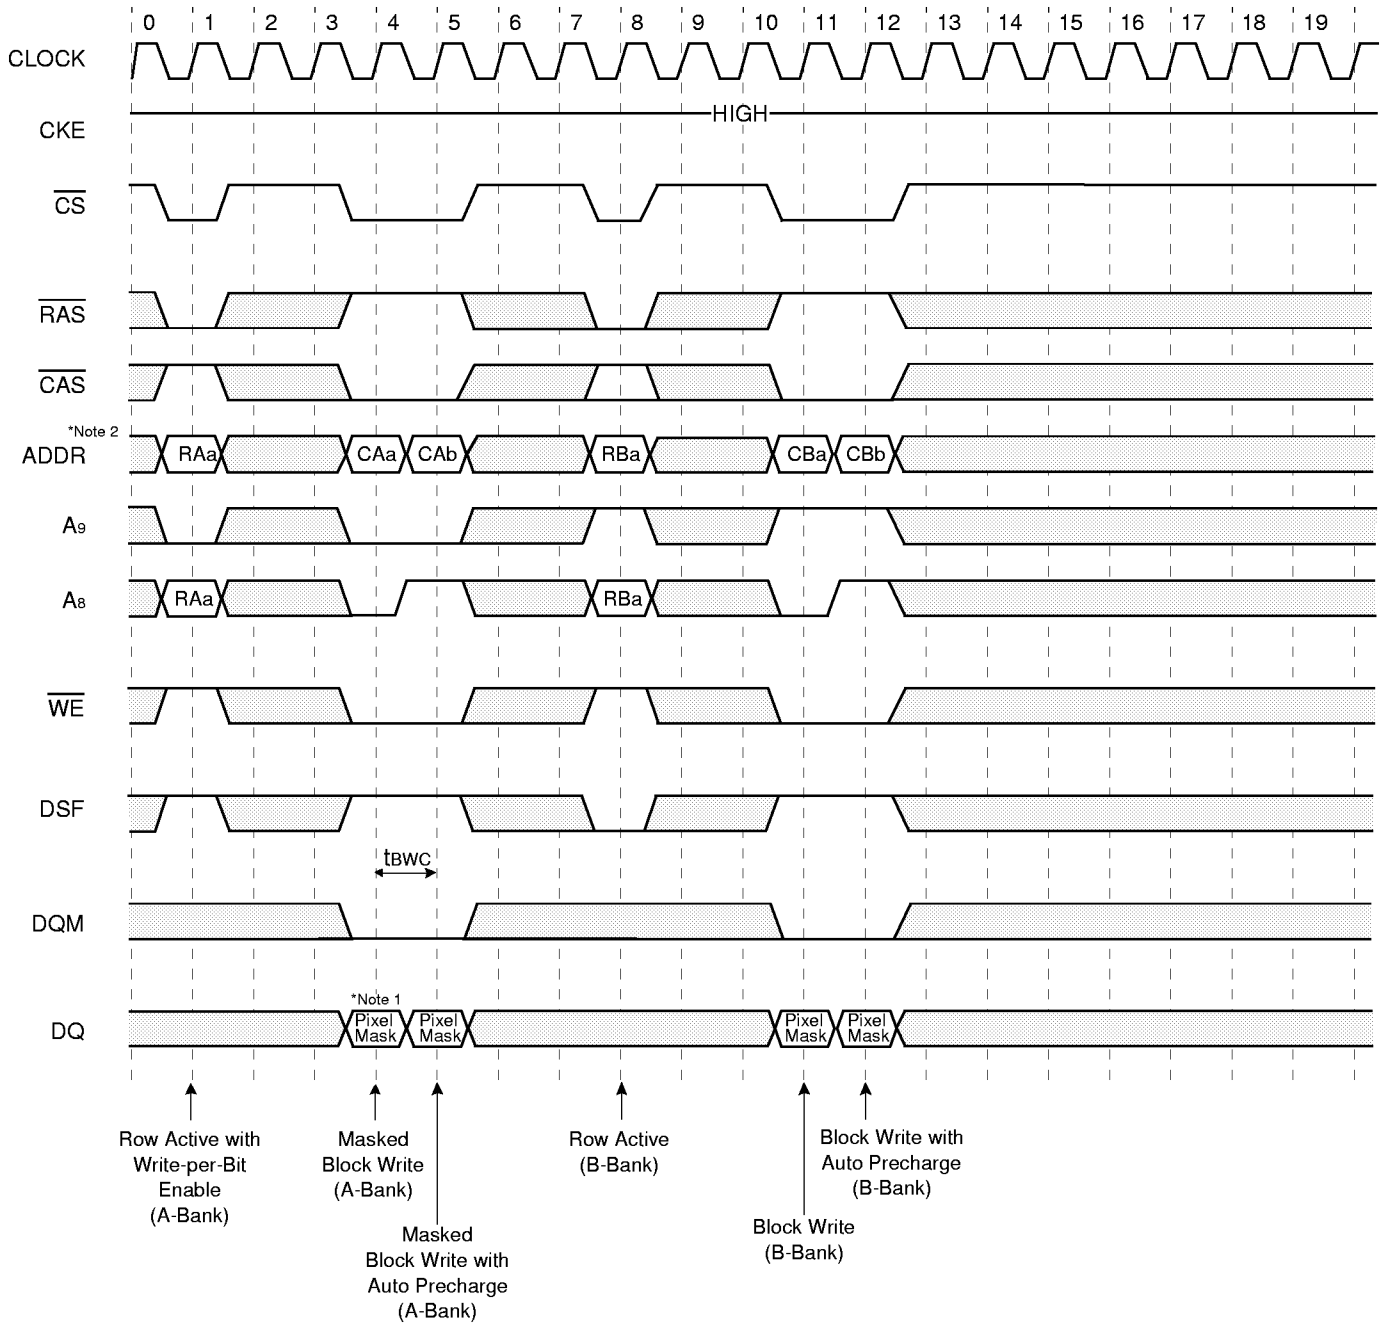 0 1 2 3 4 5 6 7 8 9 10 11 12 13 14 15 16 17 18 19
CLOCK
HIGH
CKE
CS
RAS
CAS
*Note 2
ADDR RAa CAa CAb RBa CBa CBb
A9
A8 RAa RBa
WE
DSF
tBWC
DQM
*Note 1
DQ Pixel Mask Pixel Mask Pixel Mask Pixel Mask
Row Active with
Write-per-Bit
Enable
(A-Bank)
Masked
Block Write
(A-Bank)
Masked
Block Write with
Auto Precharge
(A-Bank)
Row Active
(B-Bank)
Block Write
(B-Bank)
Block Write with
Auto Precharge
(B-Bank)